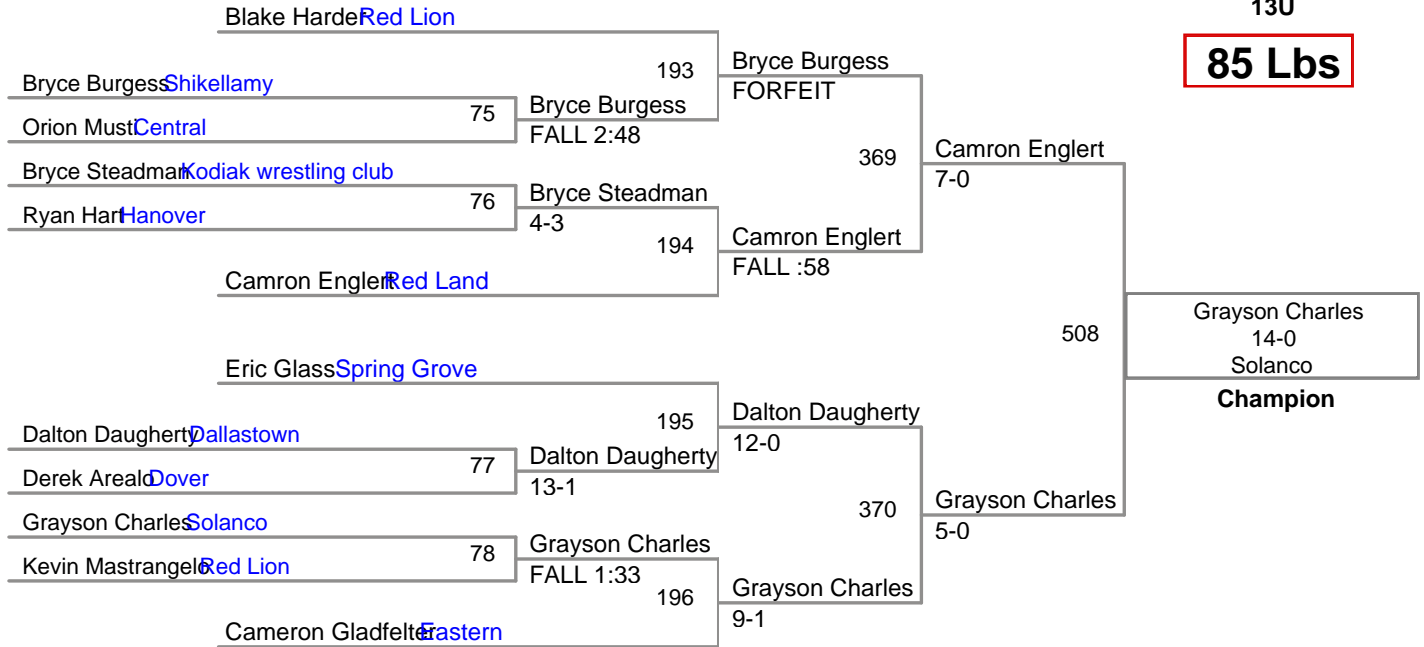 13U
85 Lbs
Blake Harder Red Lion
Bryce Burgess Shikellamy
Orion Musti Central
Bryce Steadman Kodiak wrestling club
Ryan Hart Hanover
Camron Englert Red Land
Eric Glass Spring Grove
Dalton Daugherty Dallastown
Derek Arealo Dover
Grayson Charles Solanco
Kevin Mastrangelo Red Lion
Cameron Gladfelter Eastern
75
Bryce Burgess
FALL 2:48
76
Bryce Steadman
4-3
77
Dalton Daugherty
13-1
78
Grayson Charles
FALL 1:33
193
Bryce Burgess
FORFEIT
194
Camron Englert
FALL :58
195
Dalton Daugherty
12-0
196
Grayson Charles
9-1
369
Camron Englert
7-0
370
Grayson Charles
5-0
508
Grayson Charles
14-0
Solanco
Champion